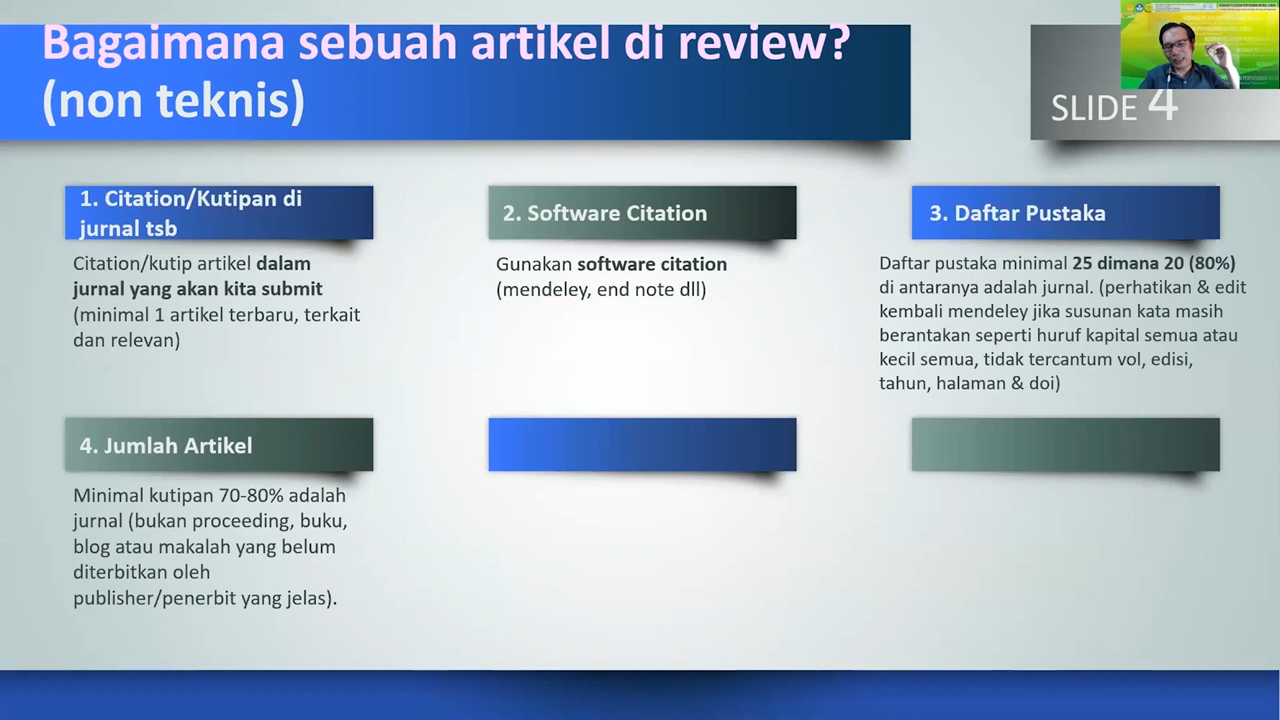 Bagaimana sebuah artikel di review?
(non teknis)
SLIDE 4
1. Citation/Kutipan di
jurnal tsb
Citation/kutip artikel dalam
jurnal yang akan kita submit
(minimal 1 artikel terbaru, terkait
dan relevan)
2. Software Citation
Gunakan software citation
(mendeley, end note dll)
3. Daftar Pustaka
Daftar pustaka minimal 25 dimana 20 (80%)
di antaranya adalah jurnal. (perhatikan & edit
kembali mendeley jika susunan kata masih
berantakan seperti huruf kapital semua atau
kecil semua, tidak tercantum vol, edisi,
tahun, halaman & doi)
4. Jumlah Artikel
Minimal kutipan 70-80% adalah
jurnal (bukan proceeding, buku,
blog atau makalah yang belum
diterbitkan oleh
publisher/penerbit yang jelas).